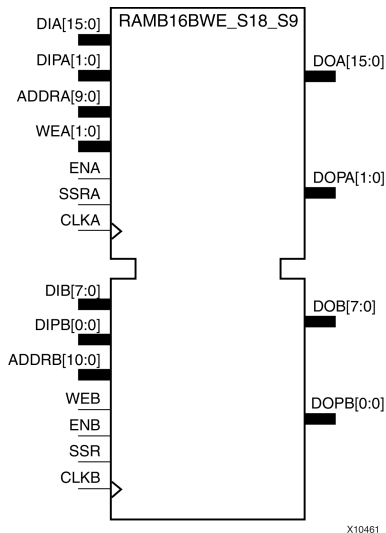 RAMB16BWE_S18_S9
DIA[15:0]
DIPA[1:0]
ADDRA[9:0]
WEA[1:0]
ENA
SSRA
CLKA
DOA[15:0]
DOPA[1:0]
DIB[7:0]
DIPB[0:0]
ADDRB[10:0]
WEB
ENB
SSR
CLKB
DOB[7:0]
DOPB[0:0]
X10461